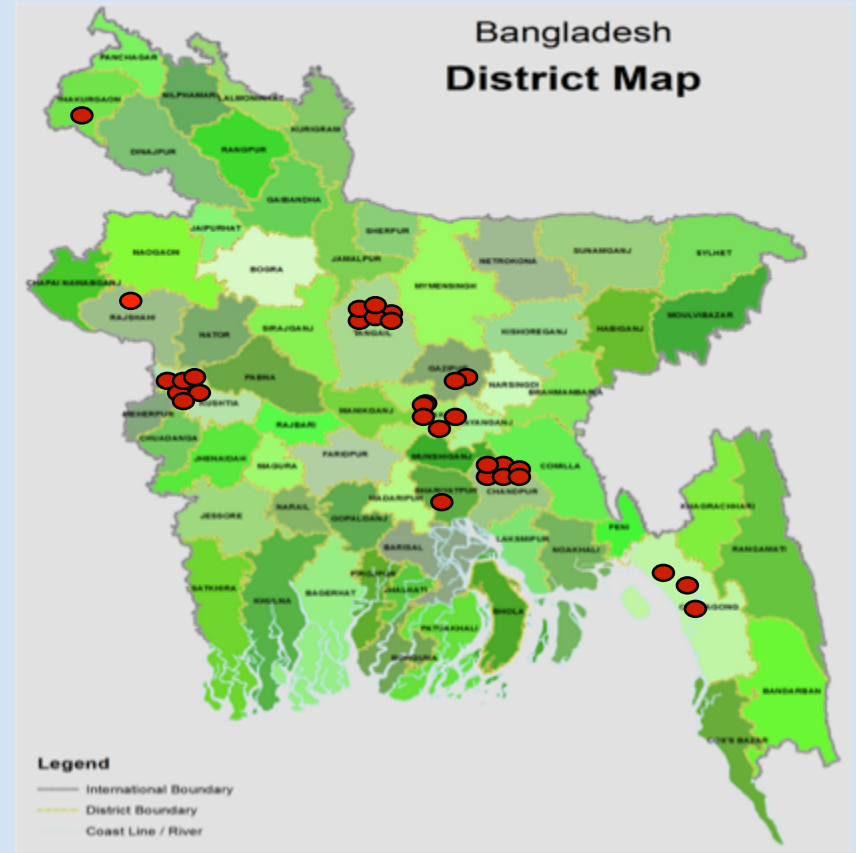 Bangladesh
District Map
PANCHAGAR
THAKURGAON
NILPHAMARI
LALMONIRHAT
KURIGRAM
DINAJPUR
RANGPUR
GAIBANDHA
JAIPURHAT
SHERPUR
NAOGAON
BOGRA
JAMALPUR
NETROKONA
SUNAMGANJ
SYLHET
CHAPAI NAWABGANJ
MYMENSINGH
RAJSHAHI
NATOR
SIRAJGANJ
TANGAIL
KISHOREGANJ
HABIGANJ
MOULVIBAZAR
GAZIPUR
PABNA
NARSINGDI
BRAHMANBARIA
MEHERPUR
KUSHTIA
MANIKGANJ
CHUADANGA
RAJBARI
JHENAIDAH
MAGURA
FARIDPUR
MUNSHIGANJ
COMILLA
MADARIPUR
CHANDPUR
JESSORE
NARAIL
GOPALGANJ
KHAGRACHHARI
FENI
LAKSMIPUR
NOAKHALI
BARISAL
RANGAMATI
SATKHIRA
KHULNA
BAGERHAT
JHALKATI
BHOLA
PATUAKHALI
BANDARBAN
COX'S BAZAR
Legend
International Boundary
District Boundary
Coast Line / River